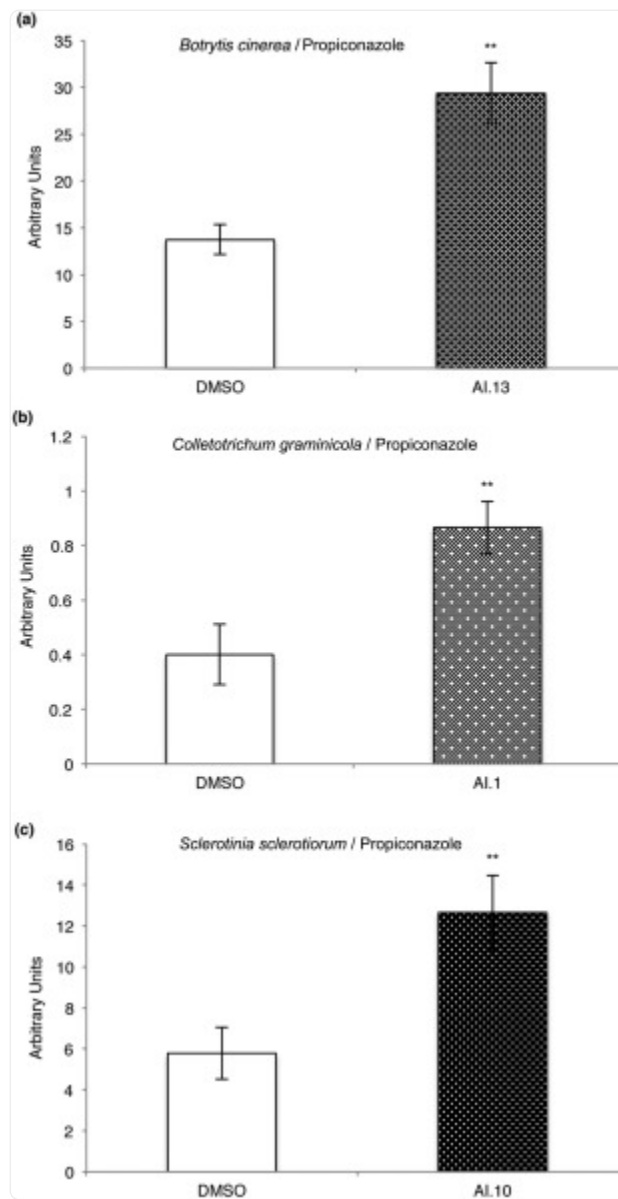 (a)
Botrytis cinerea / Propiconazole
**
35
30
25
20
15
10
5
0
Arbitrary Units
DMSO AI.13
(b)
Colletotrichum graminicola / Propiconazole
**
1.2
1
0.8
0.6
0.4
0.2
0
Arbitrary Units
DMSO AI.1
(c)
Sclerotinia sclerotiorum / Propiconazole
**
16
14
12
10
8
6
4
2
0
Arbitrary Units
DMSO AI.10